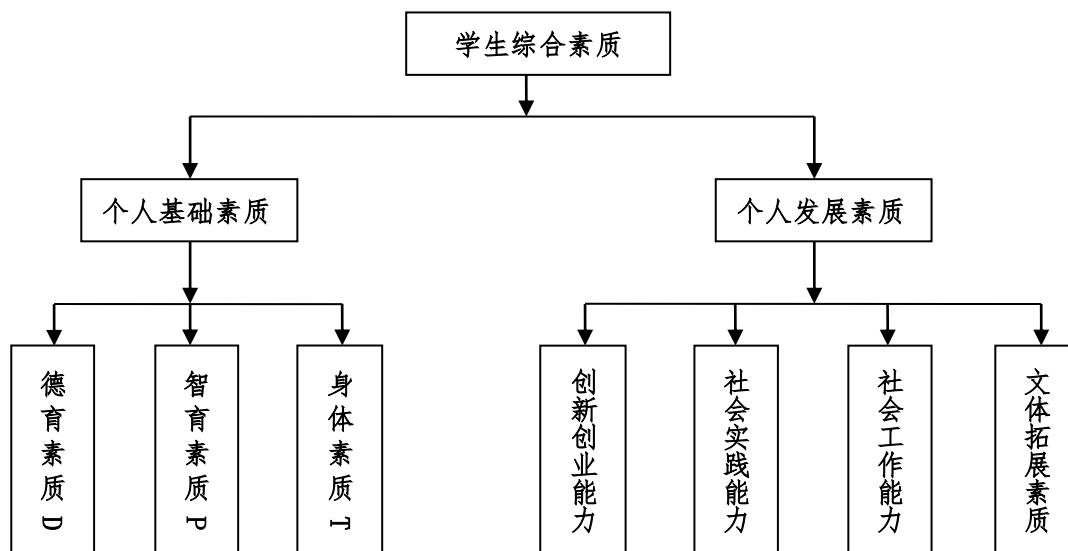 学生综合素质
个人基础素质
个人发展素质
德育素质D
智育素质P
身体素质T
创新创业能力
社会实践能力
社会工作能力
文体拓展素质